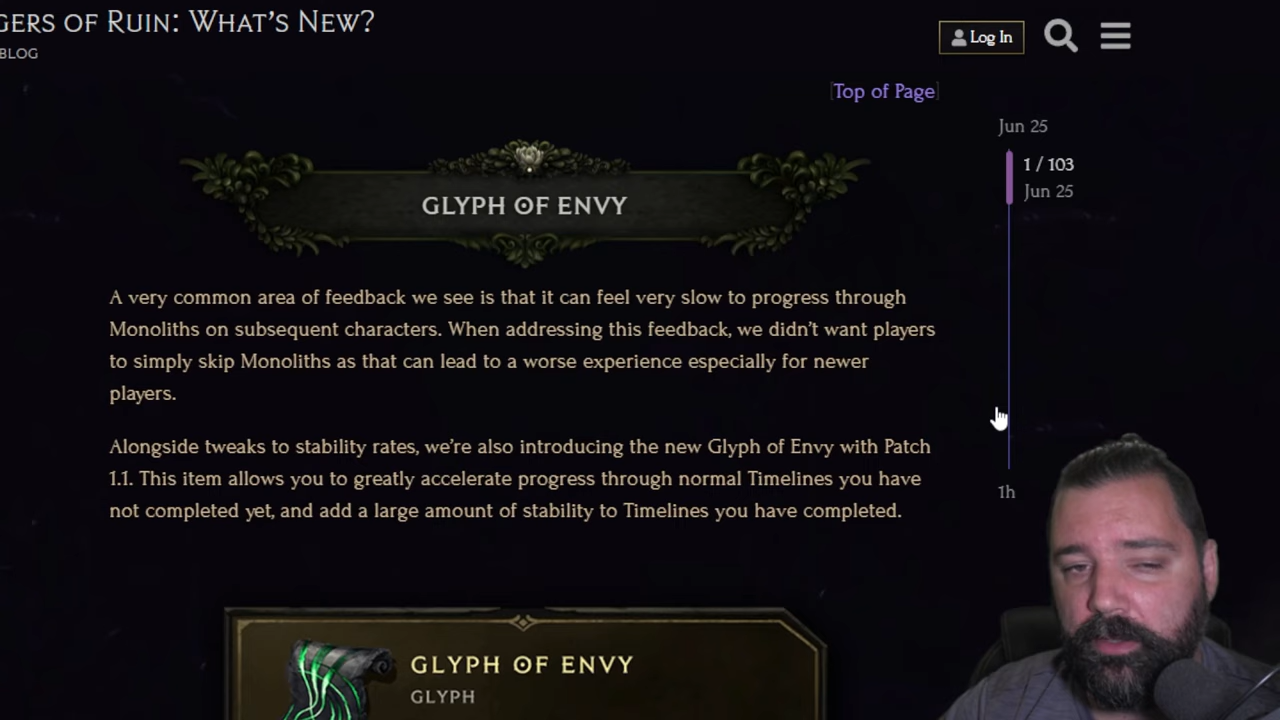 GERS OF RUIN: WHAT'S NEW?
BLOG
Log In
[Top of Page]
Jun 25
1 / 103
Jun 25
GLYPH OF ENVY
A very common area of feedback we see is that it can feel very slow to progress through
Monoliths on subsequent characters. When addressing this feedback, we didn't want players
to simply skip Monoliths as that can lead to a worse experience especially for newer
players.
Alongside tweaks to stability rates, we're also introducing the new Glyph of Envy with Patch
1.1. This item allows you to greatly accelerate progress through normal Timelines you have
not completed yet, and add a large amount of stability to Timelines you have completed.
1h
GLYPH OF ENVY
GLYPH